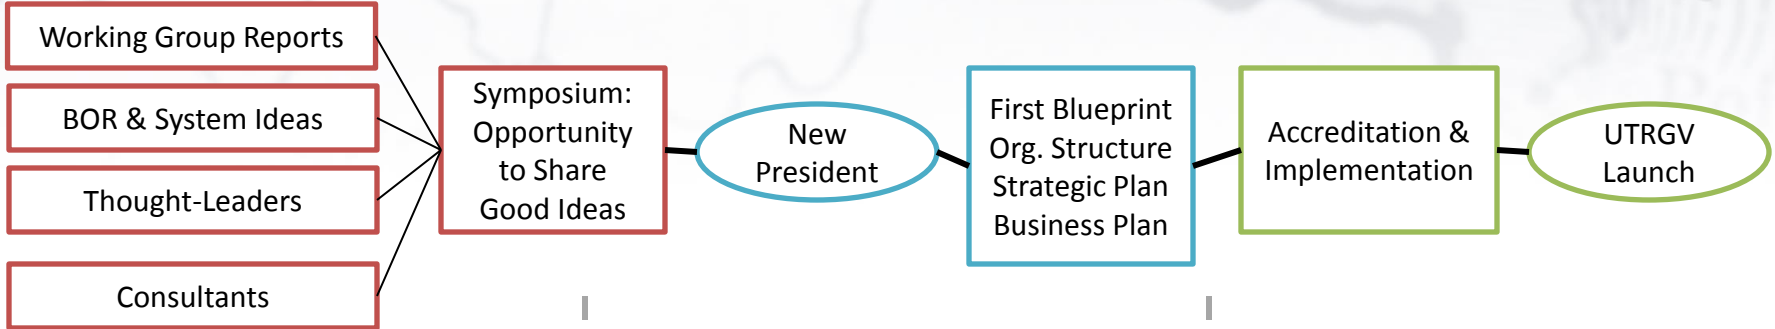 Working Group Reports
BOR & System Ideas
Thought-Leaders
Consultants
Symposium:
Opportunity
to Share
Good Ideas
New
President
First Blueprint
Org. Structure
Strategic Plan
Business Plan
Accreditation &
Implementation
UTRGV
Launch